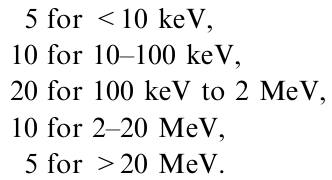 5 for <10 keV,
10 for 10–100 keV,
20 for 100 keV to 2 MeV,
10 for 2–20 MeV,
5 for >20 MeV.